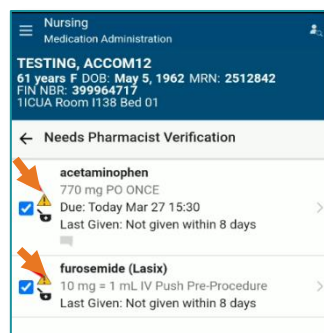 Nursing
Medication Administration
TESTING, ACCOM12
61 years F DOB: May 5, 1962 MRN: 2512842
FIN NBR: 399964717
1ICUA Room I138 Bed 01
Needs Pharmacist Verification
acetaminophen
770 mg PO ONCE
Due: Today Mar 27 15:30
Last Given: Not given within 8 days
furosemide (Lasix)
10 mg = 1 mL IV Push Pre-Procedure
Last Given: Not given within 8 days